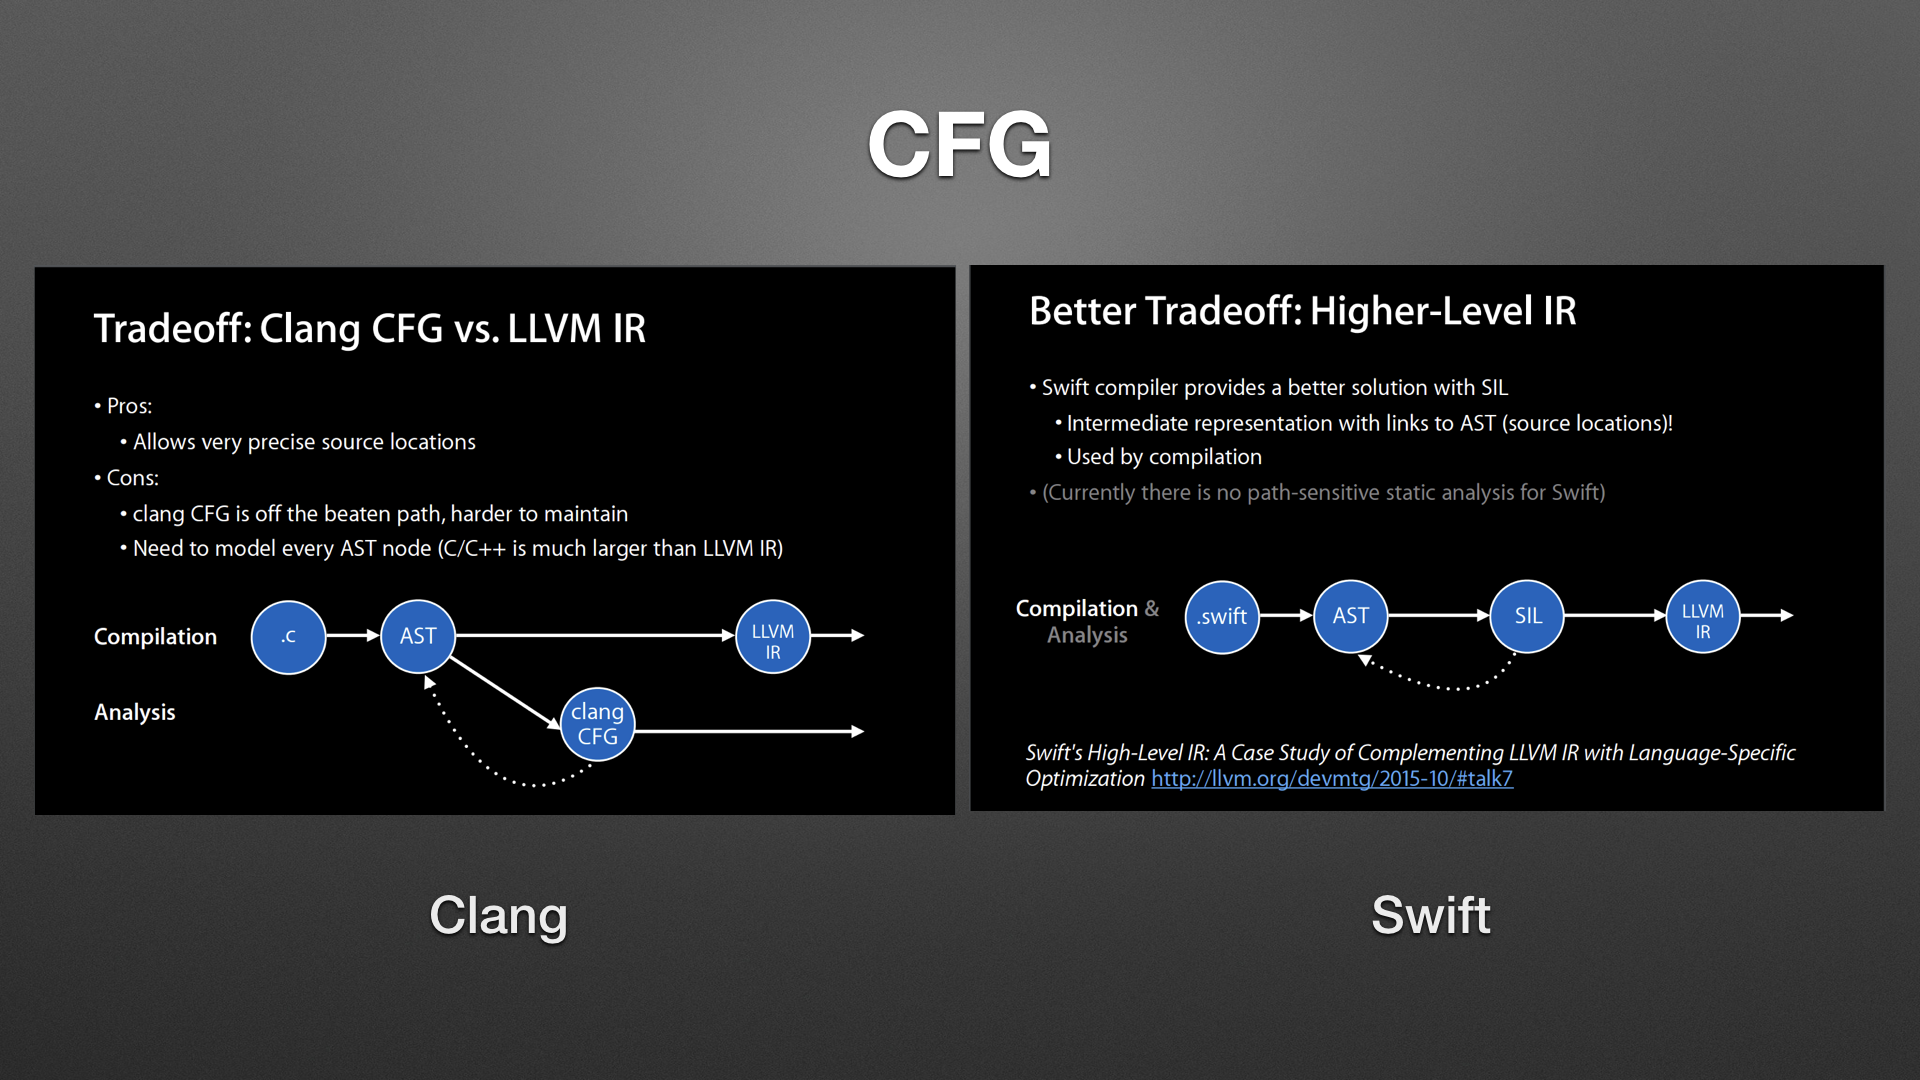 CFG
Tradeoff: Clang CFG vs. LLVM IR
• Pros:
• Allows very precise source locations
• Cons:
• clang CFG is off the beaten path, harder to maintain
• Need to model every AST node (C/C++ is much larger than LLVM IR)
Compilation
.c
AST
LLVM
IR
Analysis
clang
CFG
Clang
Better Tradeoff: Higher-Level IR
• Swift compiler provides a better solution with SIL
• Intermediate representation with links to AST (source locations)!
• Used by compilation
• (Currently there is no path-sensitive static analysis for Swift)
Compilation &
Analysis
.swift
AST
SIL
LLVM
IR
Swift's High-Level IR: A Case Study of Complementing LLVM IR with Language-Specific
Optimization http://llvm.org/devmtg/2015-10/#talk7
Swift